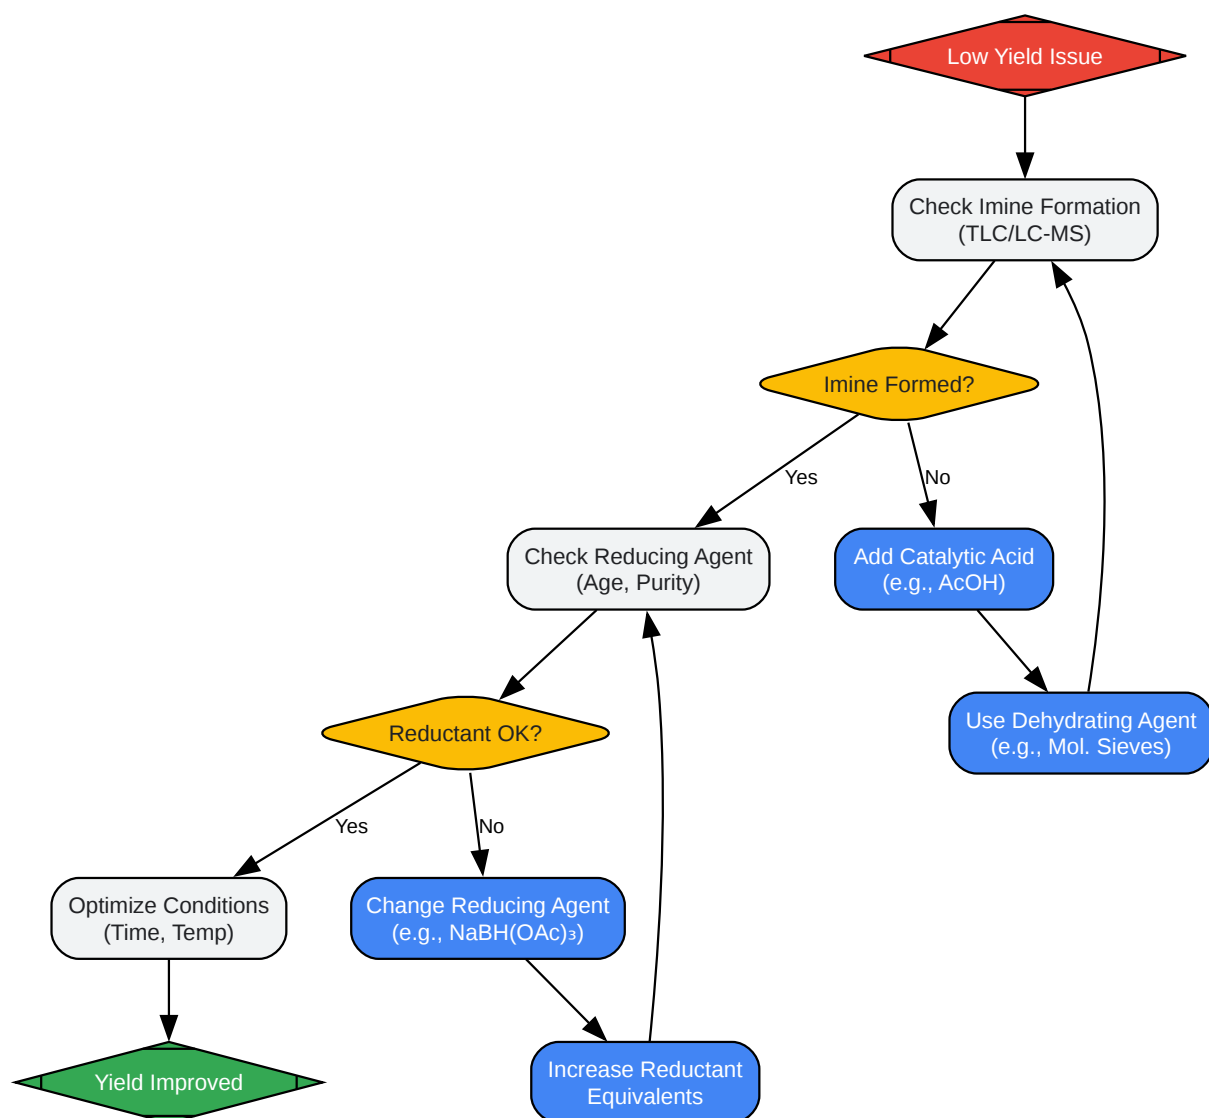 Low Yield Issue
Check Imine Formation
(TLC/LC-MS)
Imine Formed?
Yes
No
Check Reducing Agent
(Age, Purity)
Add Catalytic Acid
(e.g., AcOH)
Reductant OK?
Use Dehydrating Agent
(e.g., Mol. Sieves)
Yes
No
Optimize Conditions
(Time, Temp)
Change Reducing Agent
(e.g., NaBH(OAc)₃)
Yield Improved
Increase Reductant
Equivalents